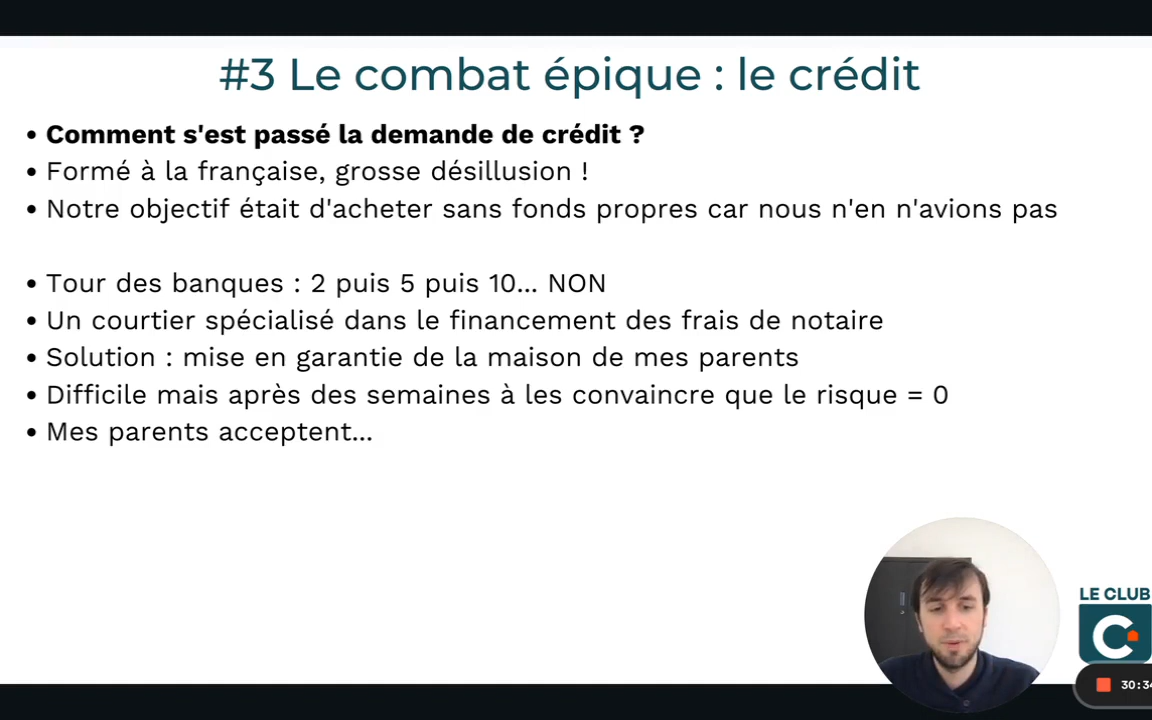 #3 Le combat épique : le crédit
• Comment s'est passé la demande de crédit ?
• Formé à la française, grosse désillusion !
• Notre objectif était d'acheter sans fonds propres car nous n'en n'avions pas
• Tour des banques : 2 puis 5 puis 10... NON
• Un courtier spécialisé dans le financement des frais de notaire
• Solution : mise en garantie de la maison de mes parents
• Difficile mais après des semaines à les convaincre que le risque = 0
• Mes parents acceptent...
LE CLUB
C
30:34